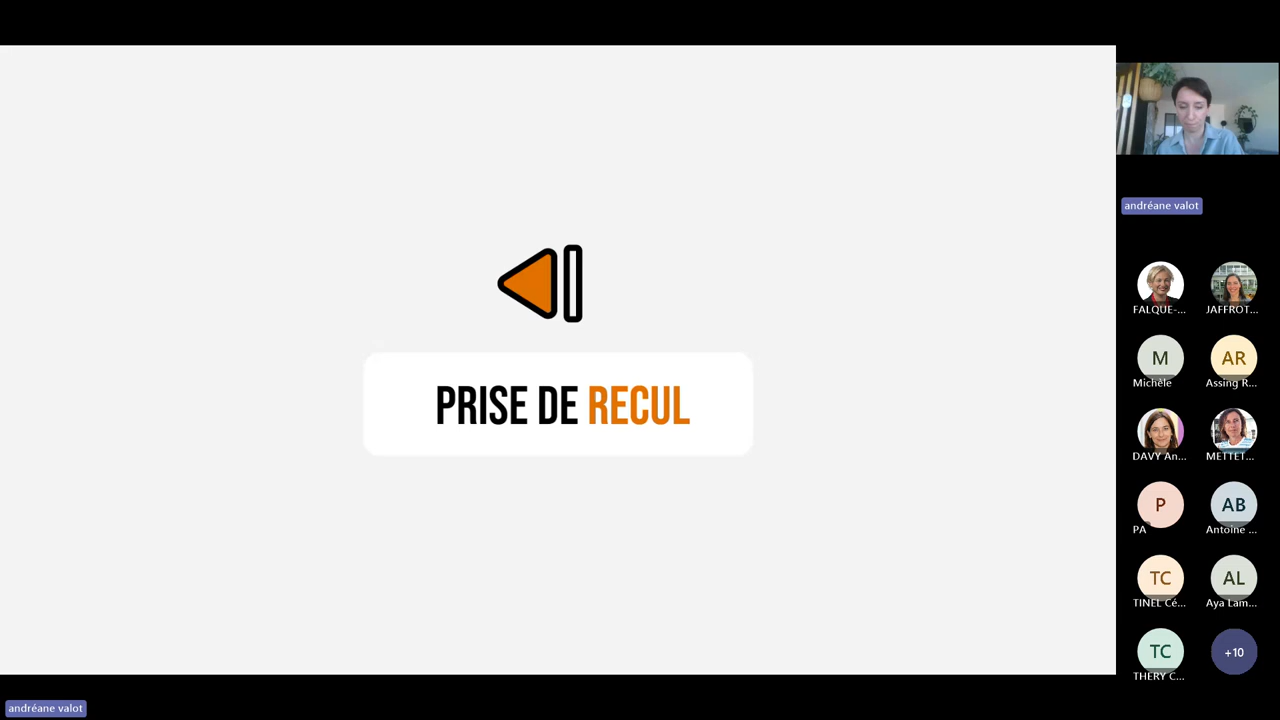 PRISE DE RECUL
andréane valot
FALQUE-...
JAFFROT...
M
AR
Michèle
Assing R...
DAVY An...
METTET...
P
AB
PA
Antoine ...
TC
AL
TINEL Cé...
Aya Lam...
TC
+10
THERY C...
andréane valot